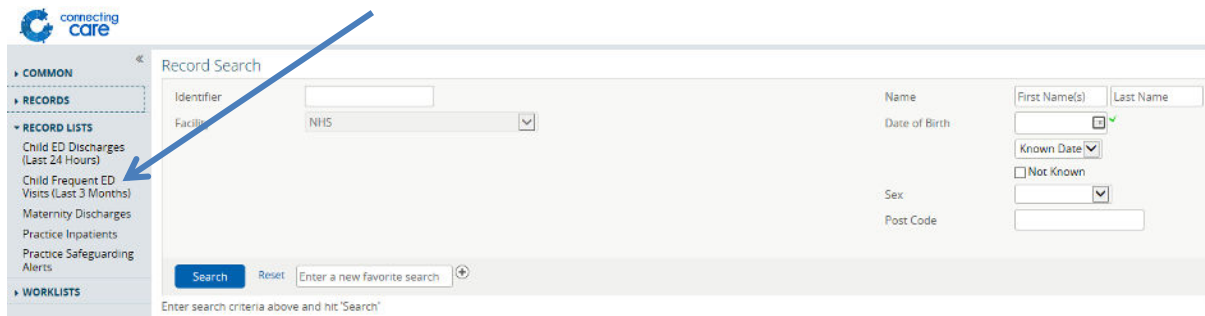 connecting
care
COMMON
RECORDS
RECORD LISTS
Child ED Discharges
(Last 24 Hours)
Child Frequent ED
Visits (Last 3 Months)
Maternity Discharges
Practice Inpatients
Practice Safeguarding
Alerts
WORKLISTS
Record Search
Identifier
Facility NHS
Name First Name(s) Last Name
Date of Birth
Known Date
Not Known
Sex
Post Code
Search Reset Enter a new favorite search
Enter search criteria above and hit 'Search'